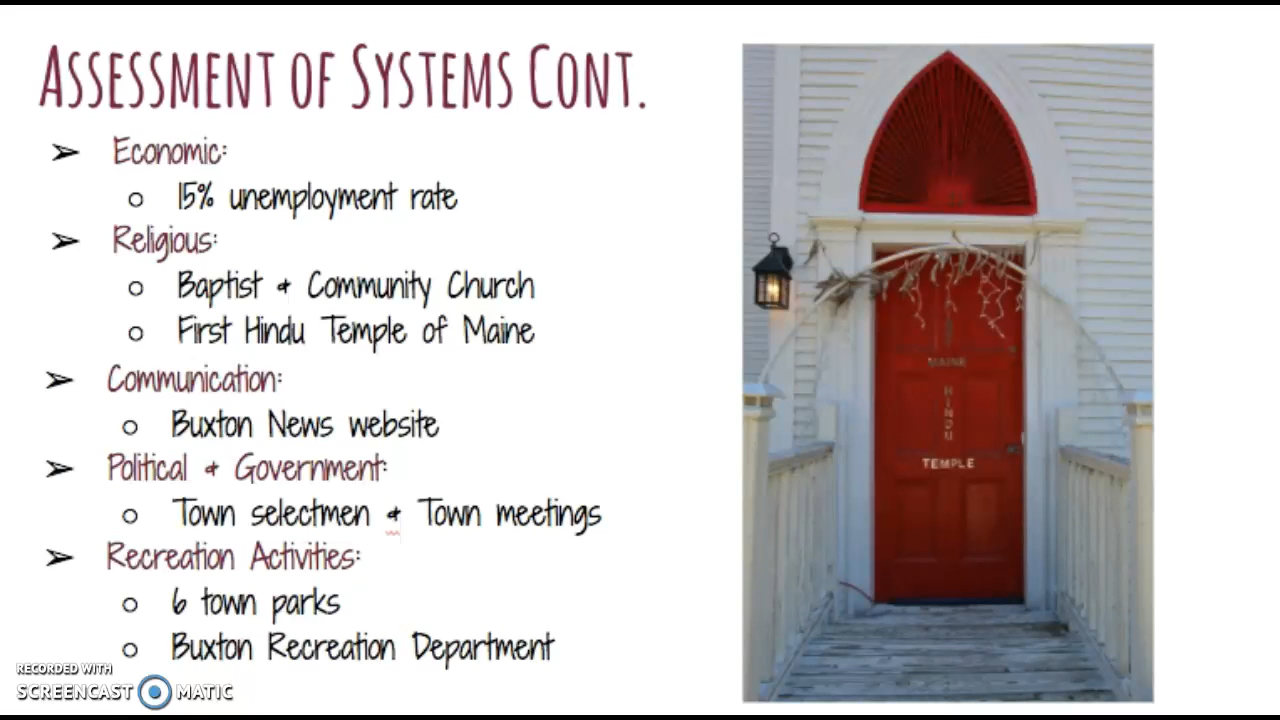 ASSESSMENT OF SYSTEMS CONT.
➢ Economic:
○ 15% unemployment rate
➢ Religious:
○ Baptist & Community Church
○ First Hindu Temple of Maine
➢ Communication:
○ Buxton News website
➢ Political & Government:
○ Town selectmen & Town meetings
➢ Recreation Activities:
○ 6 town parks
○ Buxton Recreation Department
MAINE
HINDU
TEMPLE
RECORDED WITH
SCREENCAST MATIC